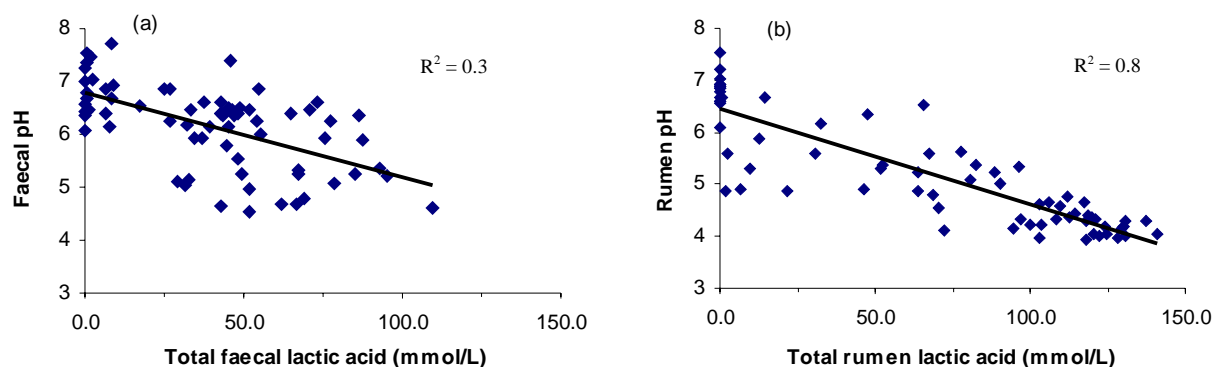 (a)
R² = 0.3
8
7
6
5
4
3
Faecal pH
0.0 50.0 100.0 150.0
Total faecal lactic acid (mmol/L)
(b)
R² = 0.8
8
7
6
5
4
3
Rumen pH
0.0 50.0 100.0 150.0
Total rumen lactic acid (mmol/L)